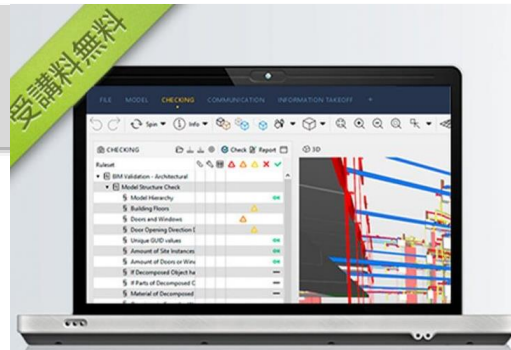 受講料無料
FILE MODEL CHECKING COMMUNICATION INFORMATION TAKEOFF +
Spin Info
CHECKING Check Report 3D
Ruleset
BIM Validation - Architectural
Model Structure Check
§ Model Hierarchy OK
§ Building Floors
§ Doors and Windows
§ Door Opening Direction D
§ Unique GUID values OK
§ Amount of Site Instances OK
§ Amount of Doors or Wind OK
§ If Decomposed Object ha
§ If Parts of Decomposed C
§ Material of Decomposed